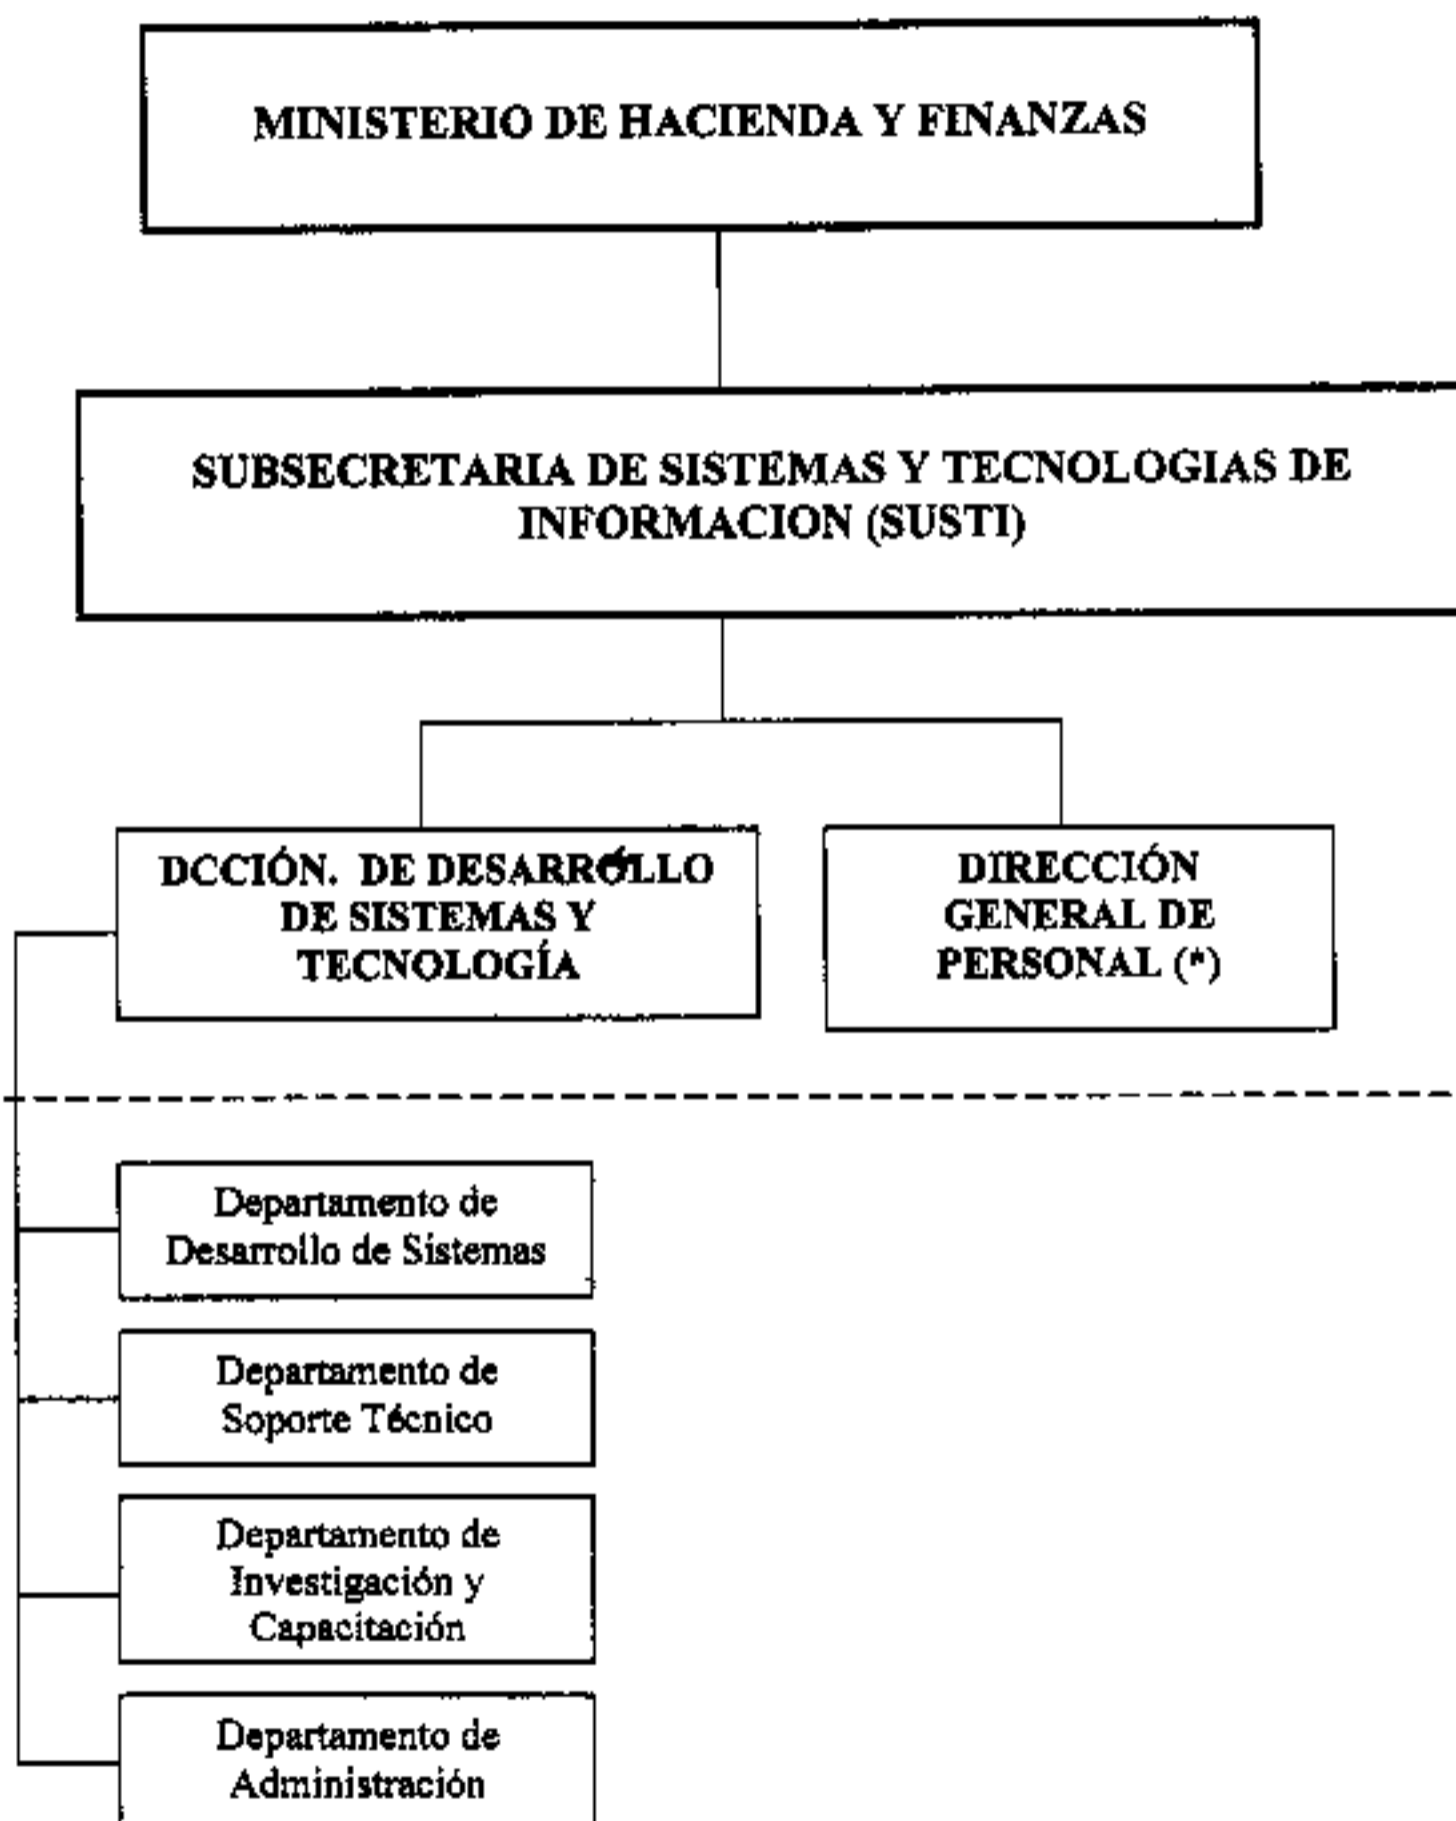 MINISTERIO DE HACIENDA Y FINANZAS
SUBSECRETARIA DE SISTEMAS Y TECNOLOGIAS DE
INFORMACION (SUSTI)
DCCIÓN. DE DESARROLLO
DE SISTEMAS Y
TECNOLOGÍA
DIRECCIÓN
GENERAL DE
PERSONAL (*)
Departamento de
Desarrollo de Sistemas
Departamento de
Soporte Técnico
Departamento de
Investigación y
Capacitación
Departamento de
Administración